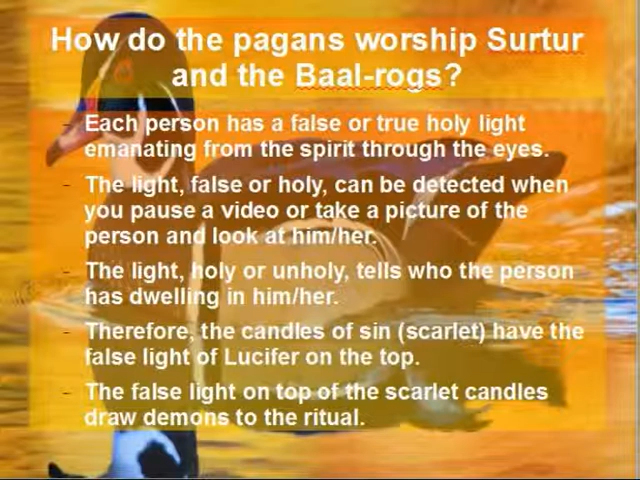 How do the pagans worship Surtur
and the Baal-rogs?
- Each person has a false or true holy light
emanating from the spirit through the eyes.
- The light, false or holy, can be detected when
you pause a video or take a picture of the
person and look at him/her.
- The light, holy or unholy, tells who the person
has dwelling in him/her.
- Therefore, the candles of sin (scarlet) have the
false light of Lucifer on the top.
- The false light on top of the scarlet candles
draw demons to the ritual.